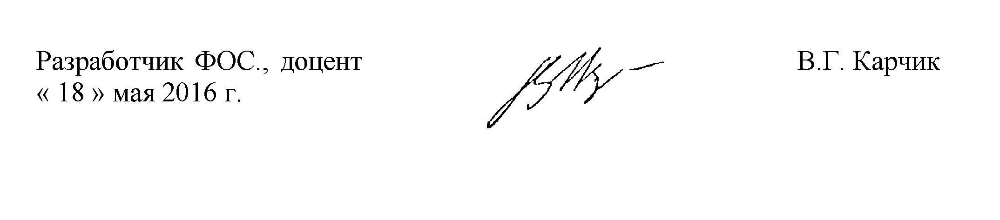 Разработчик ФОС., доцент В.Г. Карчик
« 18 » мая 2016 г.